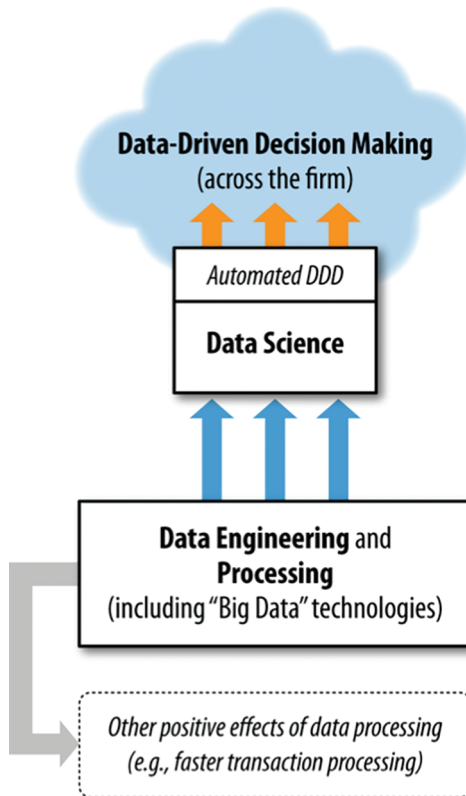 Data-Driven Decision Making
(across the firm)
Automated DDD
Data Science
Data Engineering and
Processing
(including “Big Data” technologies)
Other positive effects of data processing
(e.g., faster transaction processing)